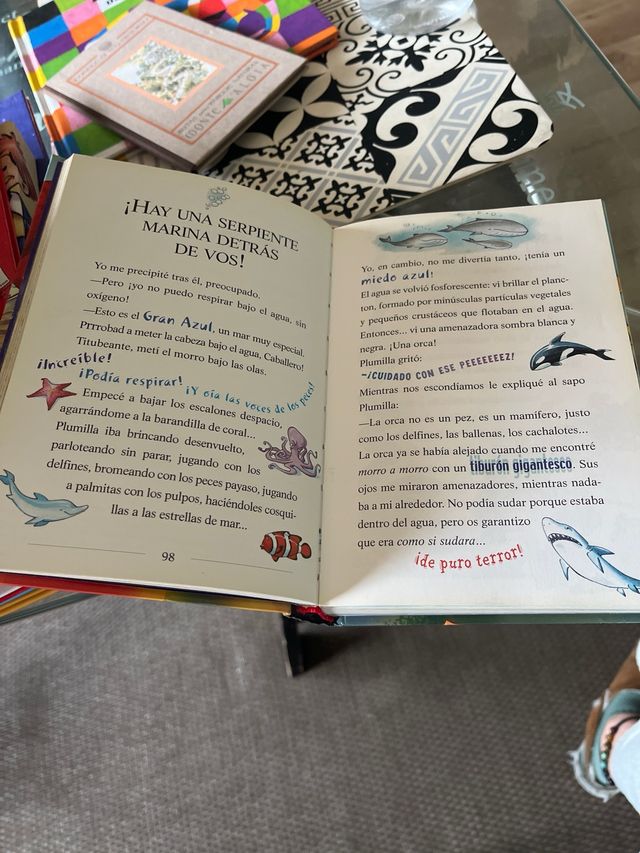 ¡HAY UNA SERPIENTE
MARINA DETRÁS
DE VOS!
Yo me precipité tras él, preocupado.
—Pero ¡yo no puedo respirar bajo el agua, sin
oxígeno!
—Esto es el Gran Azul, un mar muy especial.
Prrrobad a meter la cabeza bajo el agua, Caballero!
Titubeante, metí el morro bajo las olas.
¡Increíble!
¡Podía respirar! ¡Y oía las voces de los peces!
Empecé a bajar los escalones despacio,
agarrándome a la barandilla de coral...
Plumilla iba brincando desenvuelto,
parloteando sin parar, jugando con los
delfines, bromeando con los peces payaso, jugando
a palmitas con los pulpos, haciéndoles cosqui-
llas a las estrellas de mar...
98
Yo, en cambio, no me divertía tanto, ¡tenía un
miedo azul!
El agua se volvió fosforescente: vi brillar el planc-
ton, formado por minúsculas partículas vegetales
y pequeños crustáceos que flotaban en el agua.
Entonces... vi una amenazadora sombra blanca y
negra. ¡Una orca!
Plumilla gritó:
—¡CUIDADO CON ESE PEEEEEEZ!
Mientras nos escondíamos le expliqué al sapo
Plumilla:
—La orca no es un pez, es un mamífero, justo
como los delfines, las ballenas, los cachalotes...
La orca ya se había alejado cuando me encontré
morro a morro con un tiburón gigantesco. Sus
ojos me miraron amenazadores, mientras nada-
ba a mi alrededor. No podía sudar porque estaba
dentro del agua, pero os garantizo
que era como si sudara...
¡de puro terror!